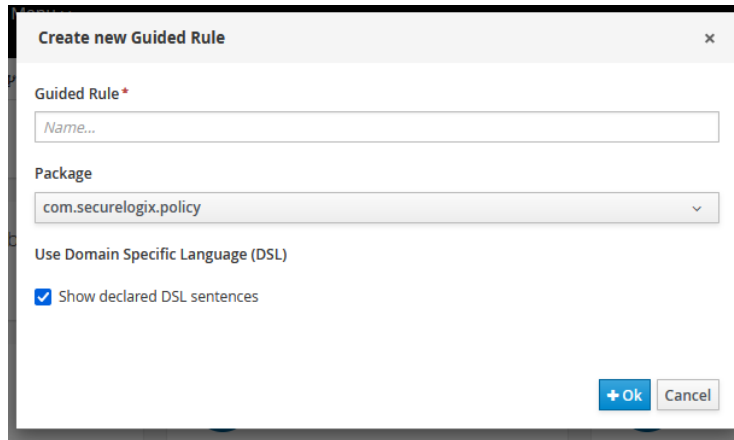 Menu
Create new Guided Rule ×
Guided Rule *
Name...
Package
com.securelogix.policy
Use Domain Specific Language (DSL)
Show declared DSL sentences
+ Ok Cancel